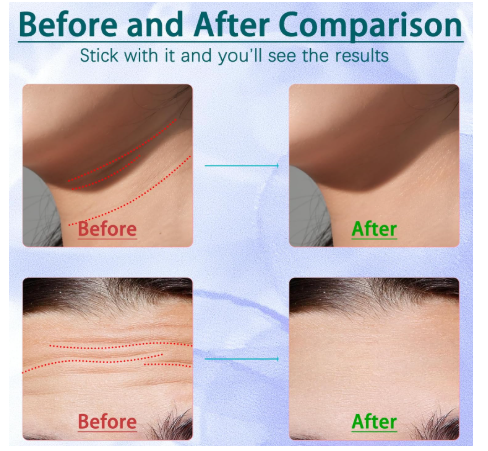 Before and After Comparison
Stick with it and you'll see the results
Before
After
Before
After